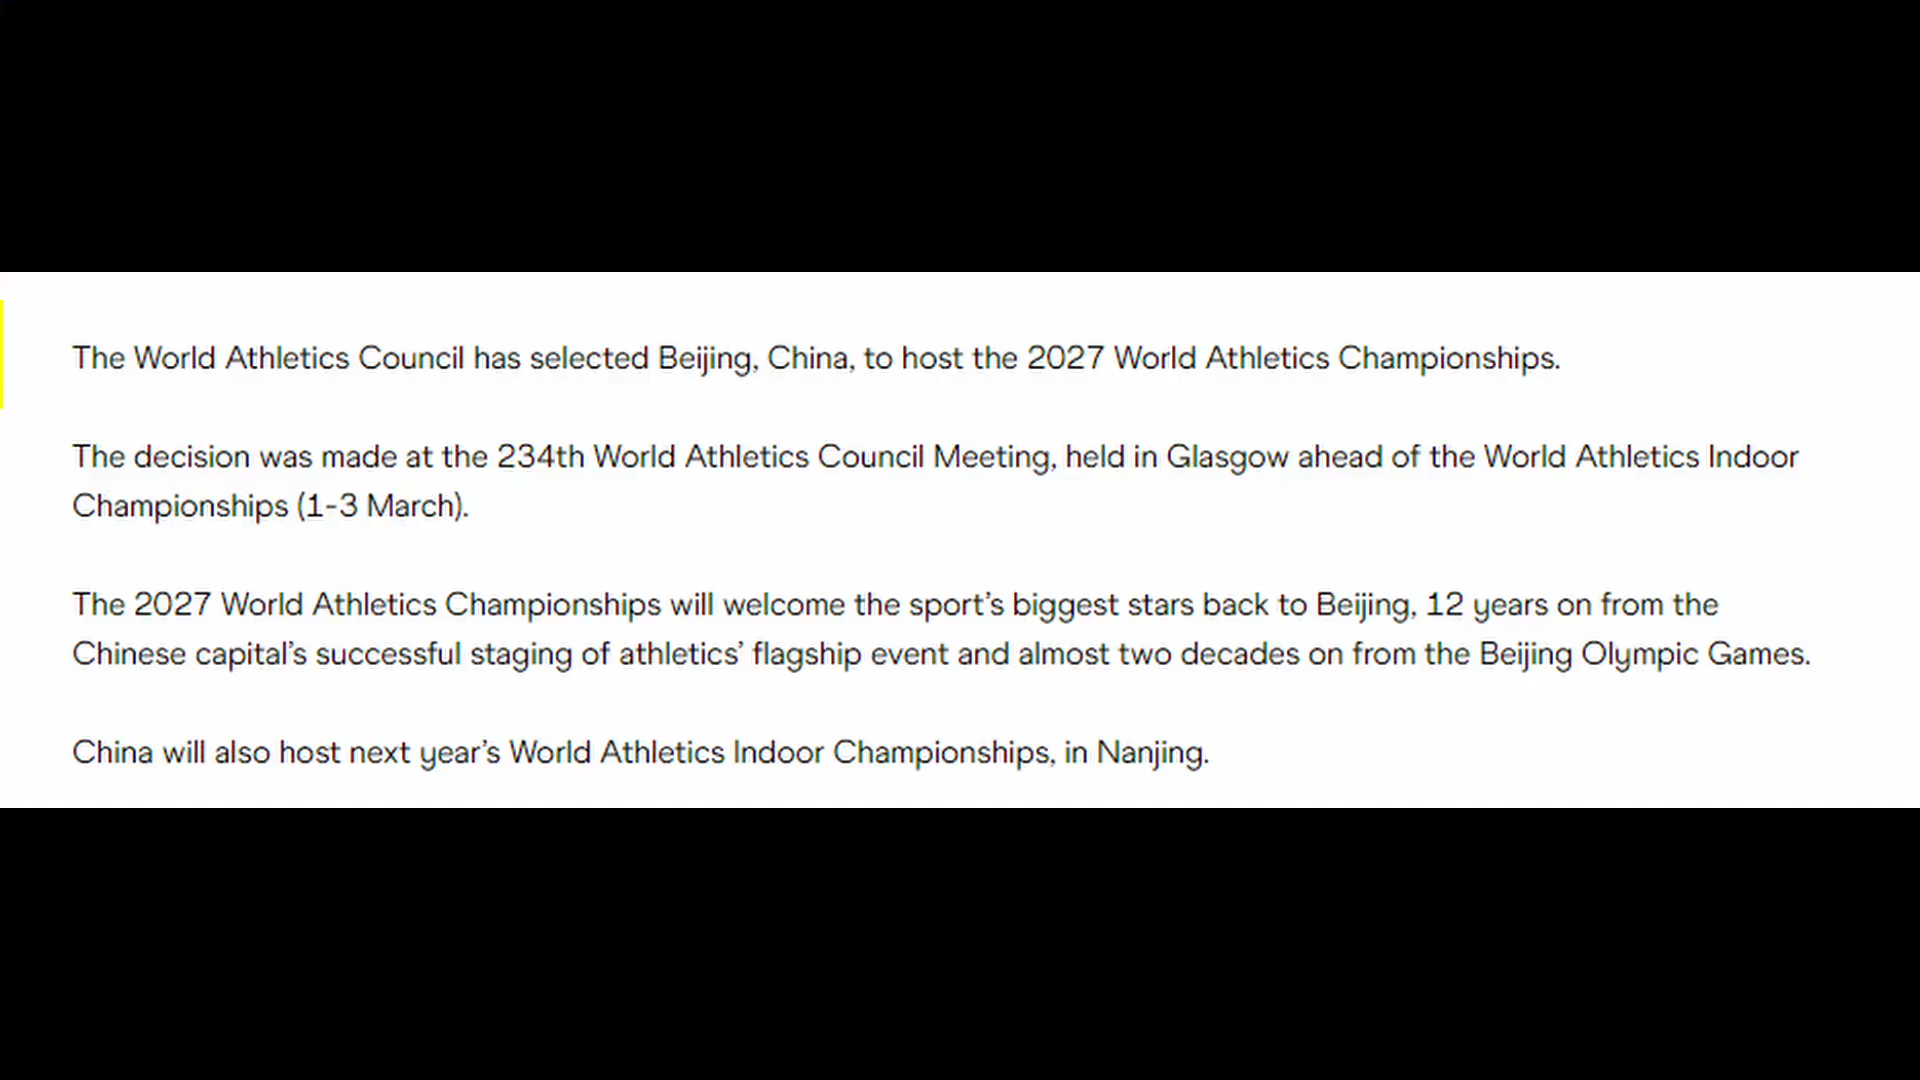 The World Athletics Council has selected Beijing, China, to host the 2027 World Athletics Championships.
The decision was made at the 234th World Athletics Council Meeting, held in Glasgow ahead of the World Athletics Indoor
Championships (1-3 March).
The 2027 World Athletics Championships will welcome the sport’s biggest stars back to Beijing, 12 years on from the
Chinese capital’s successful staging of athletics’ flagship event and almost two decades on from the Beijing Olympic Games.
China will also host next year’s World Athletics Indoor Championships, in Nanjing.